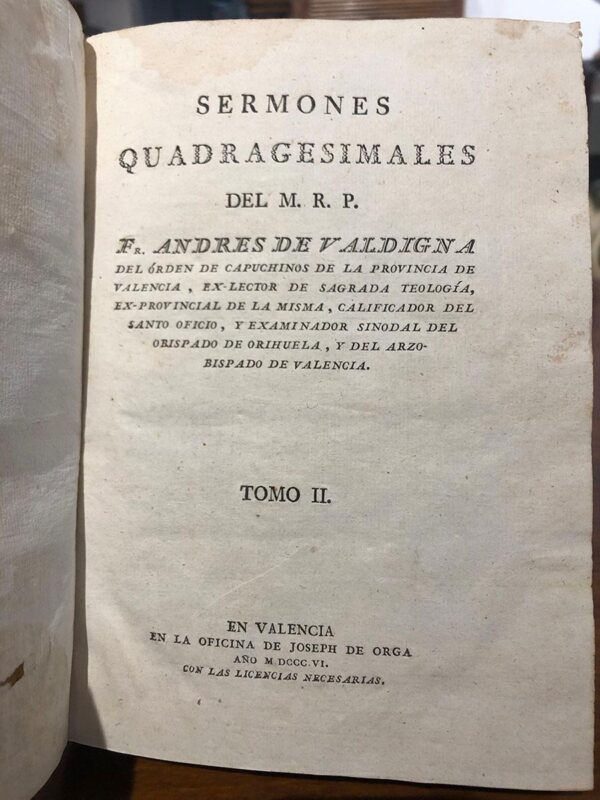 SERMONES
QUADRAGESIMALES
DEL M. R. P.
Fr. ANDRES DE VALDIGNA
DEL ÓRDEN DE CAPUCHINOS DE LA PROVINCIA DE
VALENCIA , EX-LECTOR DE SAGRADA TEOLOGÍA,
EX-PROVINCIAL DE LA MISMA , CALIFICADOR DEL
SANTO OFICIO , Y EXAMINADOR SINODAL DEL
OBISPADO DE ORIHUELA , Y DEL ARZO-
BISPADO DE VALENCIA.
TOMO II.
EN VALENCIA
EN LA OFICINA DE JOSEPH DE ORGA
AÑO M.DCCC.VI.
CON LAS LICENCIAS NECESARIAS.